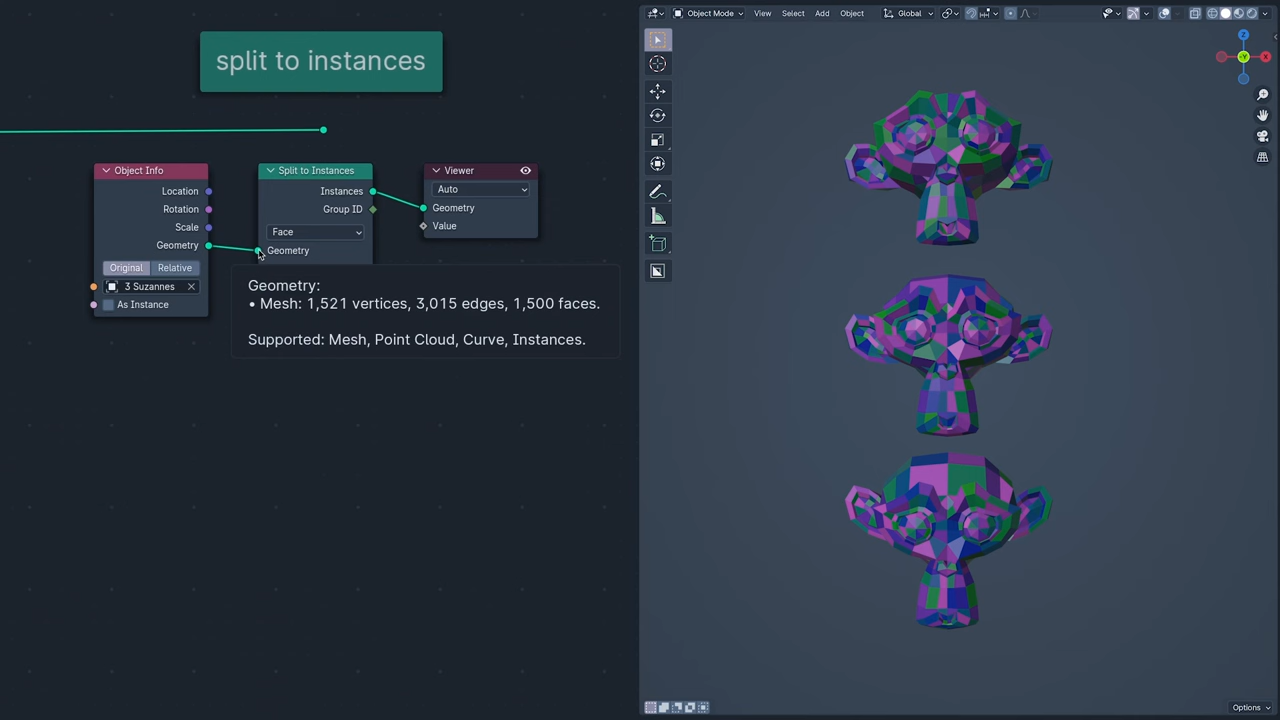 split to instances
Object Info
Location
Rotation
Scale
Geometry
Original Relative
3 Suzannes
As Instance
Split to Instances
Instances
Group ID
Face
Geometry
Viewer
Auto
Geometry
Value
Geometry:
• Mesh: 1,521 vertices, 3,015 edges, 1,500 faces.
Supported: Mesh, Point Cloud, Curve, Instances.
Object Mode View Select Add Object Global
Z
Y
X
Options